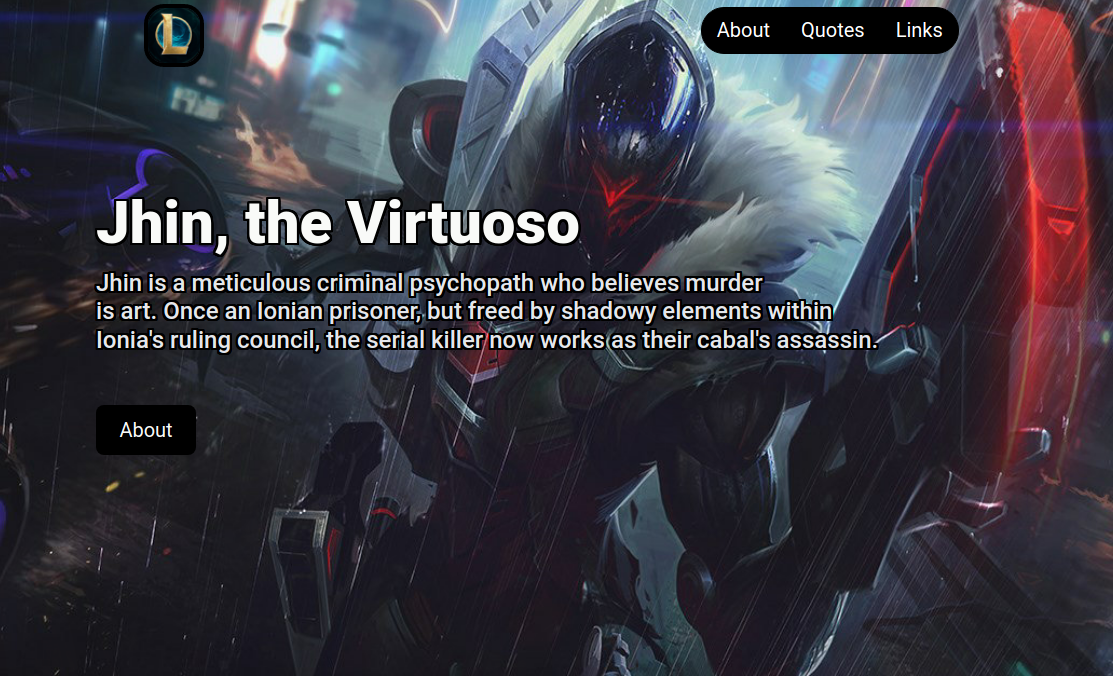 L
About Quotes Links
Jhin, the Virtuoso
Jhin is a meticulous criminal psychopath who believes murder
is art. Once an Ionian prisoner, but freed by shadowy elements within
Ionia's ruling council, the serial killer now works as their cabal's assassin.
About